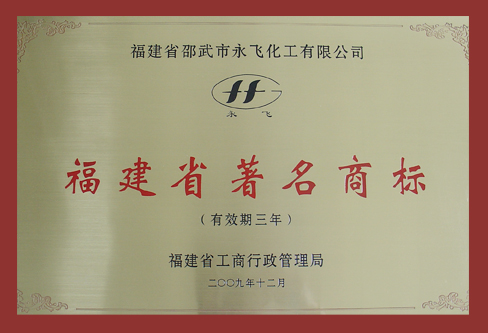 福建省邵武市永飞化工有限公司
永飞
福建省著名商标
（有效期三年）
福建省工商行政管理局
二〇〇九年十二月